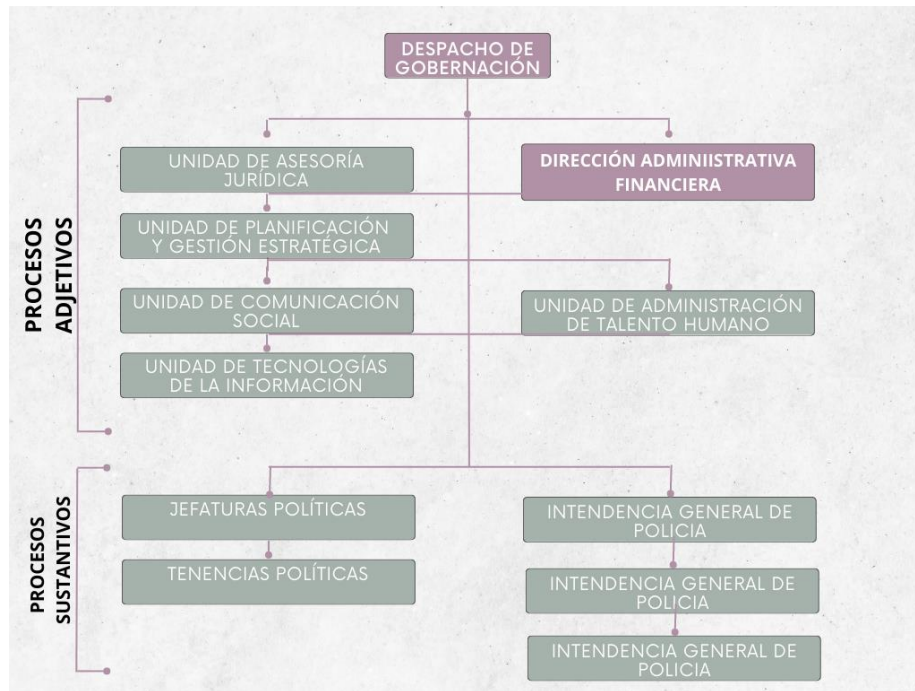 DESPACHO DE
GOBERNACIÓN
PROCESOS
ADJETIVOS
UNIDAD DE ASESORÍA
JURÍDICA
DIRECCIÓN ADMINIISTRATIVA
FINANCIERA
UNIDAD DE PLANIFICACIÓN
Y GESTIÓN ESTRATÉGICA
UNIDAD DE COMUNICACIÓN
SOCIAL
UNIDAD DE ADMINISTRACIÓN
DE TALENTO HUMANO
UNIDAD DE TECNOLOGÍAS
DE LA INFORMACIÓN
PROCESOS
SUSTANTIVOS
JEFATURAS POLÍTICAS
INTENDENCIA GENERAL DE
POLICIA
TENENCIAS POLÍTICAS
INTENDENCIA GENERAL DE
POLICIA
INTENDENCIA GENERAL DE
POLICIA